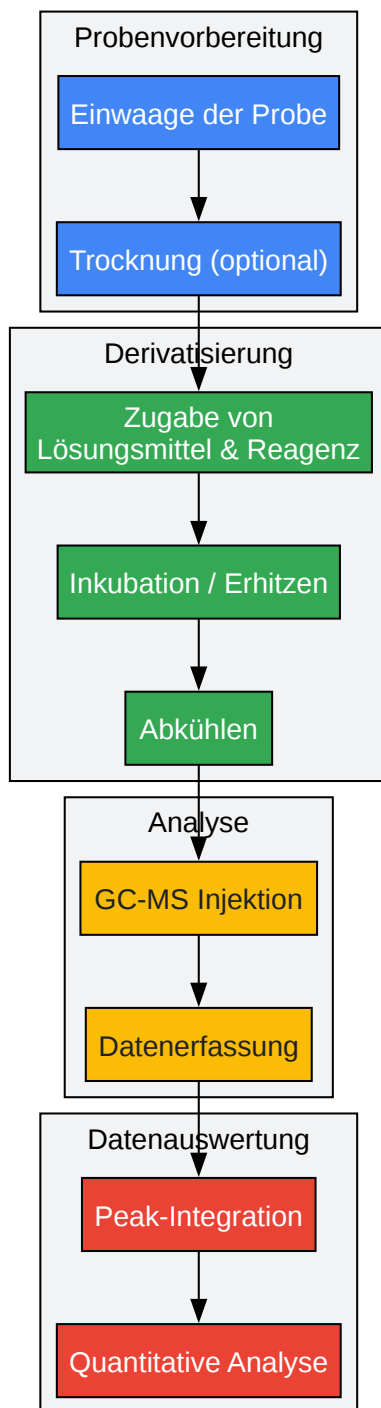 Probenvorbereitung
Einwaage der Probe
Trocknung (optional)
Derivatisierung
Zugabe von
Lösungsmittel & Reagenz
Inkubation / Erhitzen
Abkühlen
Analyse
GC-MS Injektion
Datenerfassung
Datenauswertung
Peak-Integration
Quantitative Analyse